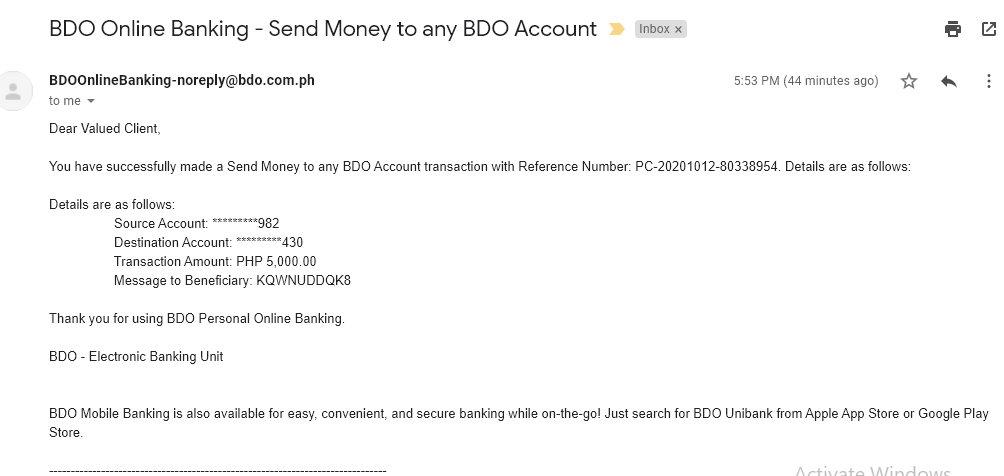 BDO Online Banking - Send Money to any BDO Account Inbox x
BDOOnlineBanking-noreply@bdo.com.ph 5:53 PM (44 minutes ago)
to me
Dear Valued Client,
You have successfully made a Send Money to any BDO Account transaction with Reference Number: PC-20201012-80338954. Details are as follows:
Details are as follows:
Source Account: *********982
Destination Account: *********430
Transaction Amount: PHP 5,000.00
Message to Beneficiary: KQWNUDDQK8
Thank you for using BDO Personal Online Banking.
BDO - Electronic Banking Unit
BDO Mobile Banking is also available for easy, convenient, and secure banking while on-the-go! Just search for BDO Unibank from Apple App Store or Google Play
Store.
--------------------------------------------------------------------------------
Activate Windows